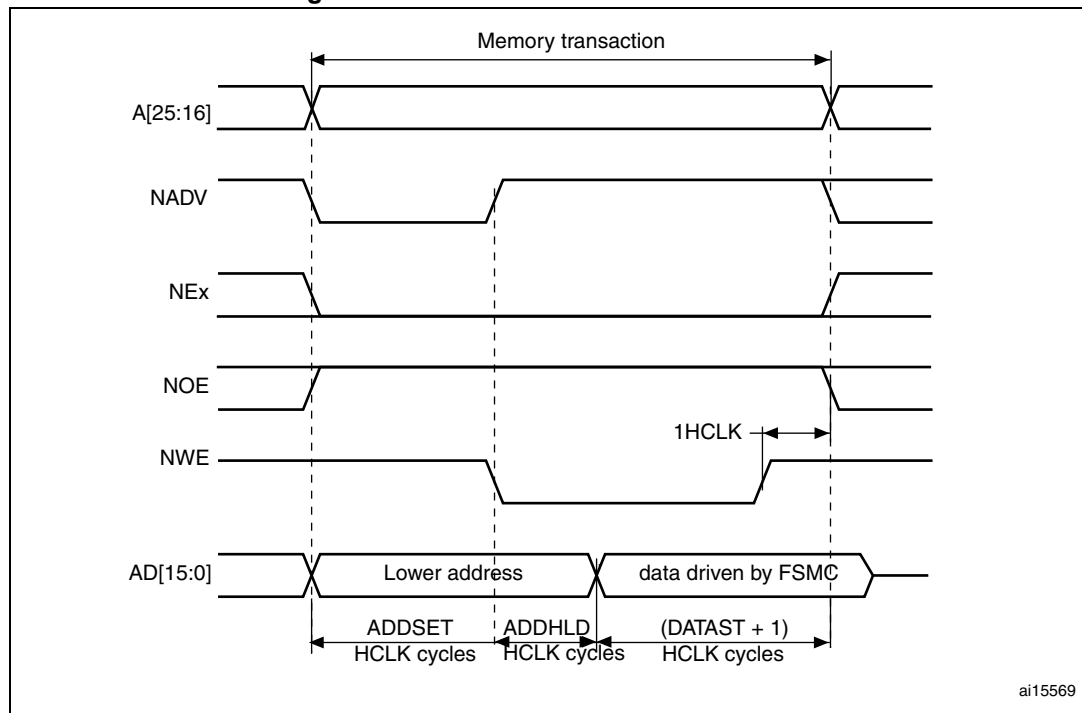 Memory transaction
A[25:16]
NADV
NEx
NOE
1HCLK
NWE
AD[15:0]
Lower address
data driven by FSMC
ADDSET
HCLK cycles
ADDHLD
HCLK cycles
(DATAST + 1)
HCLK cycles
ai15569